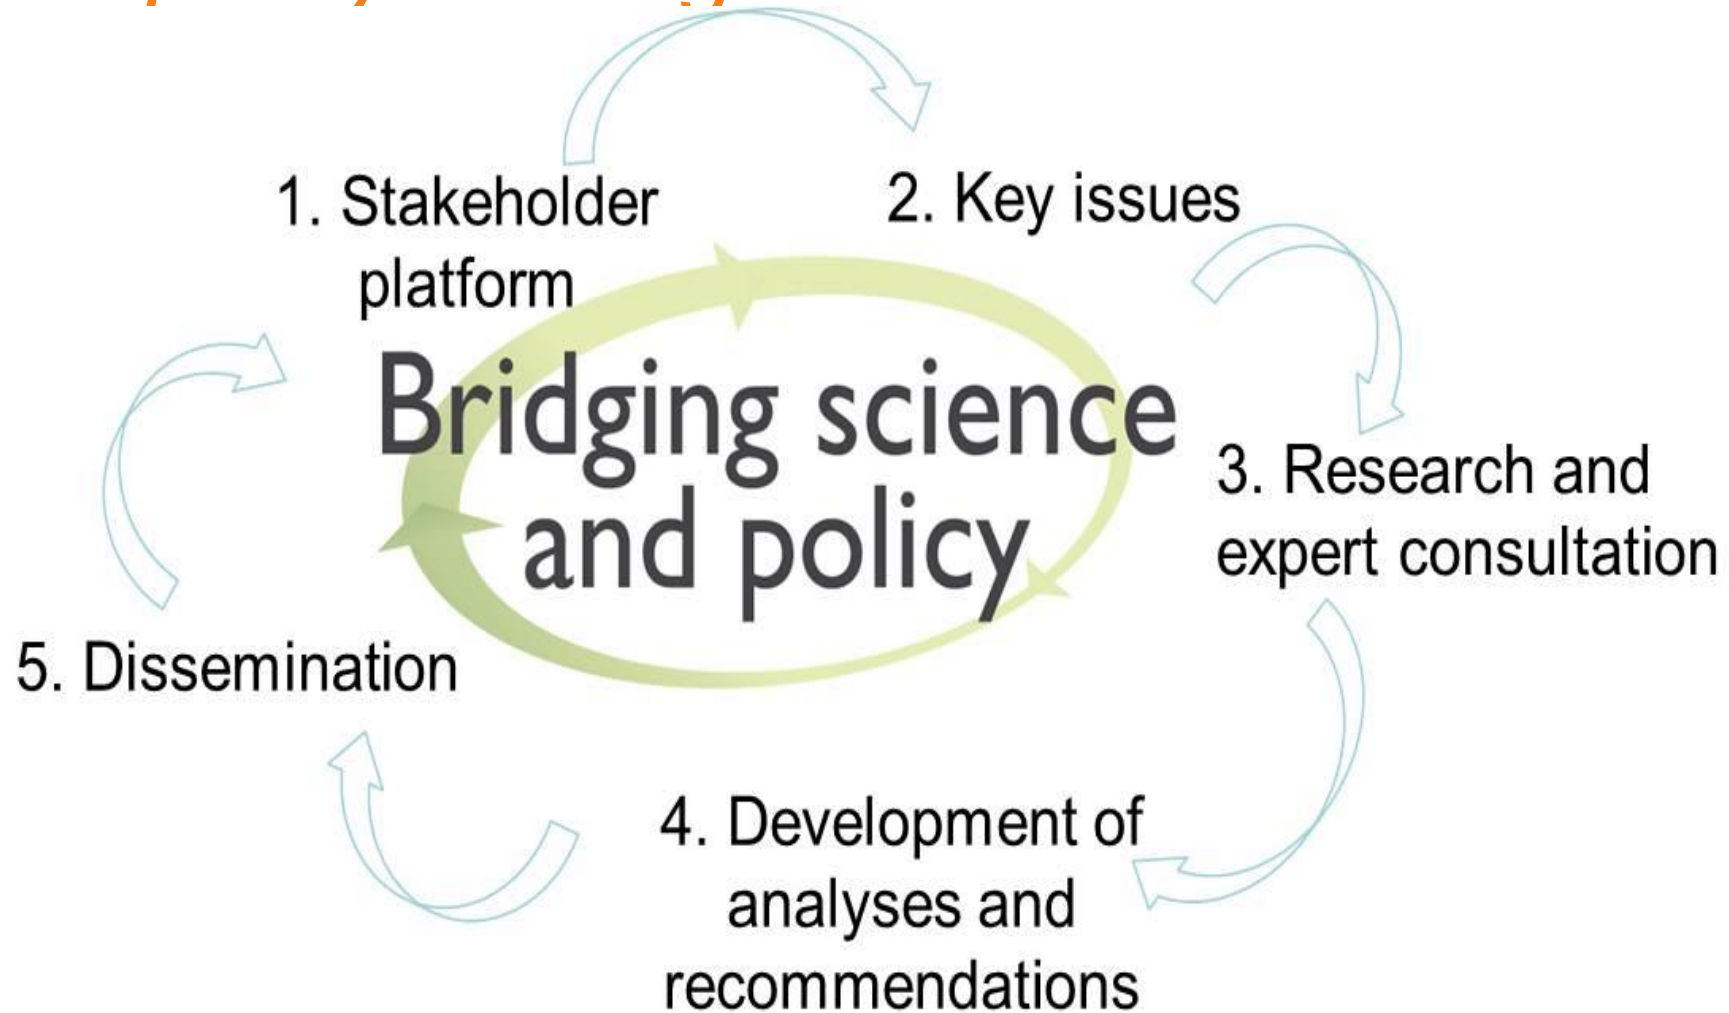 1. Stakeholder
platform
2. Key issues
Bridging science
and policy
3. Research and
expert consultation
4. Development of
analyses and
recommendations
5. Dissemination